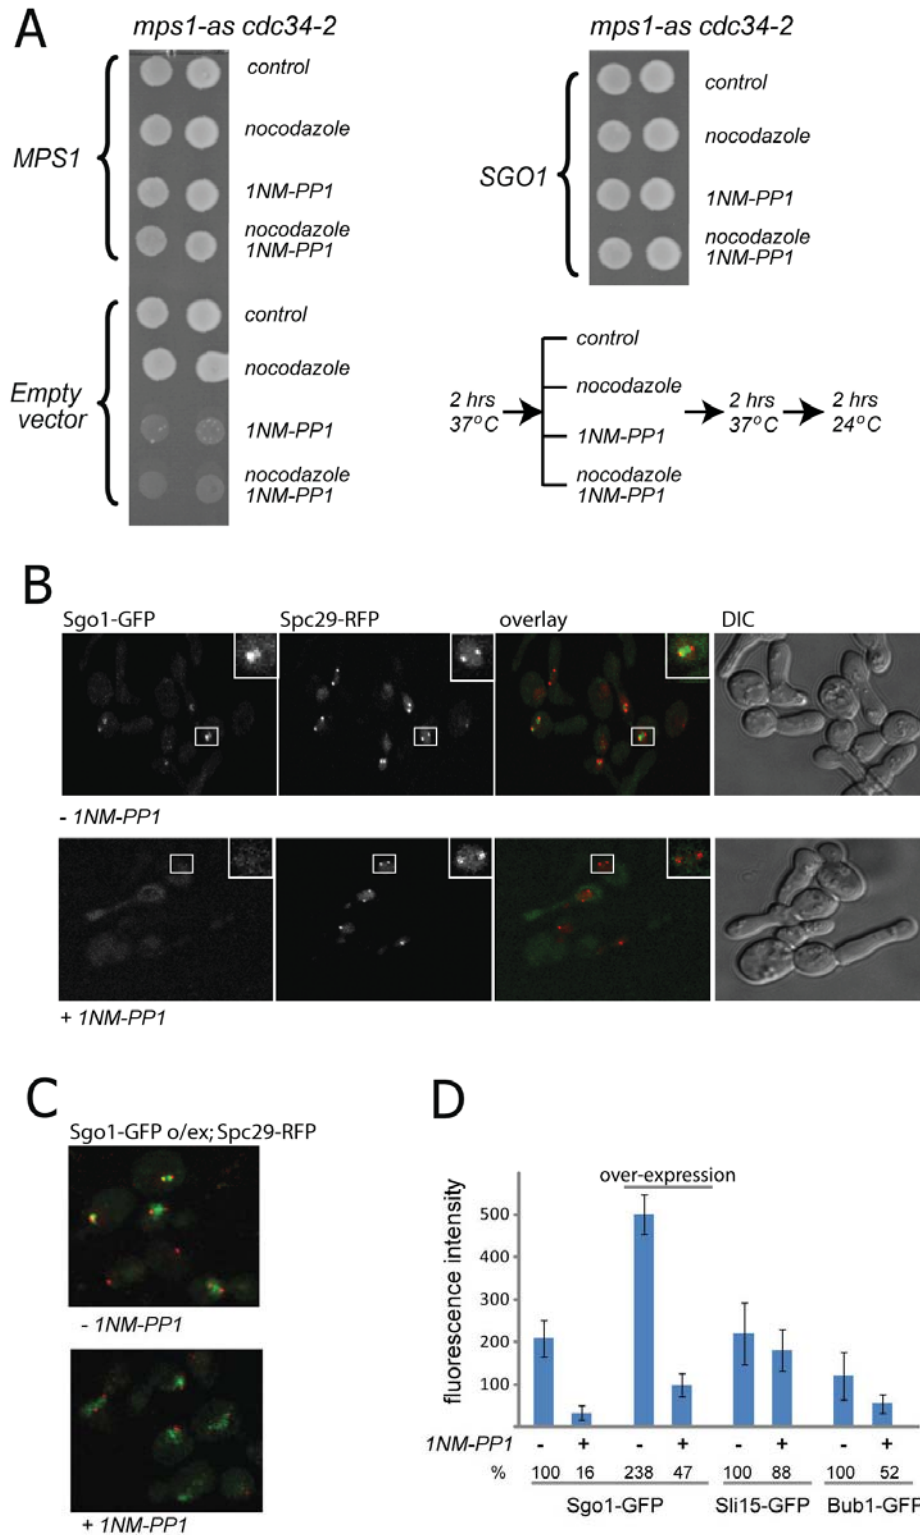 A
mps1-as cdc34-2
MPS1
control
nocodazole
1NM-PP1
nocodazole
1NM-PP1
Empty
vector
control
nocodazole
1NM-PP1
nocodazole
1NM-PP1
mps1-as cdc34-2
SGO1
control
nocodazole
1NM-PP1
nocodazole
1NM-PP1
2 hrs
37°C
control
nocodazole
1NM-PP1
nocodazole
1NM-PP1
2 hrs
37°C
2 hrs
24°C
B
Sgo1-GFP Spc29-RFP overlay DIC
- 1NM-PP1
+ 1NM-PP1
C
Sgo1-GFP o/ex; Spc29-RFP
- 1NM-PP1
+ 1NM-PP1
D
fluorescence intensity
over-expression
500
400
300
200
100
1NM-PP1 - + - + - + - +
% 100 16 238 47 100 88 100 52
Sgo1-GFP Sli15-GFP Bub1-GFP